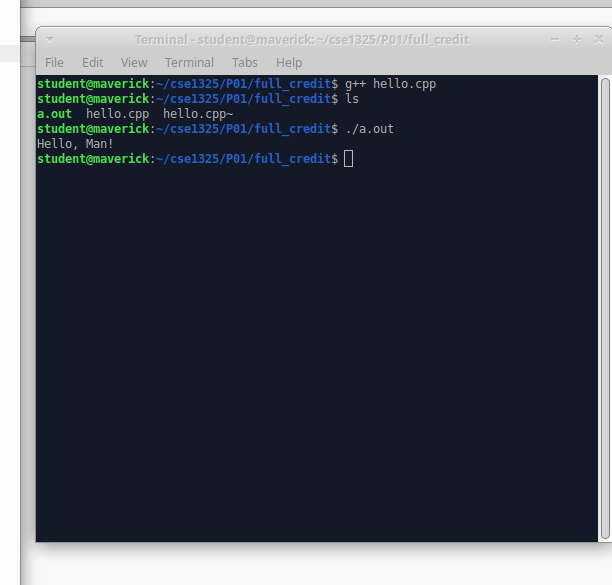 Terminal - student@maverick: ~/cse1325/P01/full_credit
File Edit View Terminal Tabs Help
student@maverick:~/cse1325/P01/full_credit$ g++ hello.cpp
student@maverick:~/cse1325/P01/full_credit$ ls
a.out  hello.cpp  hello.cpp~
student@maverick:~/cse1325/P01/full_credit$ ./a.out
Hello, Man!
student@maverick:~/cse1325/P01/full_credit$